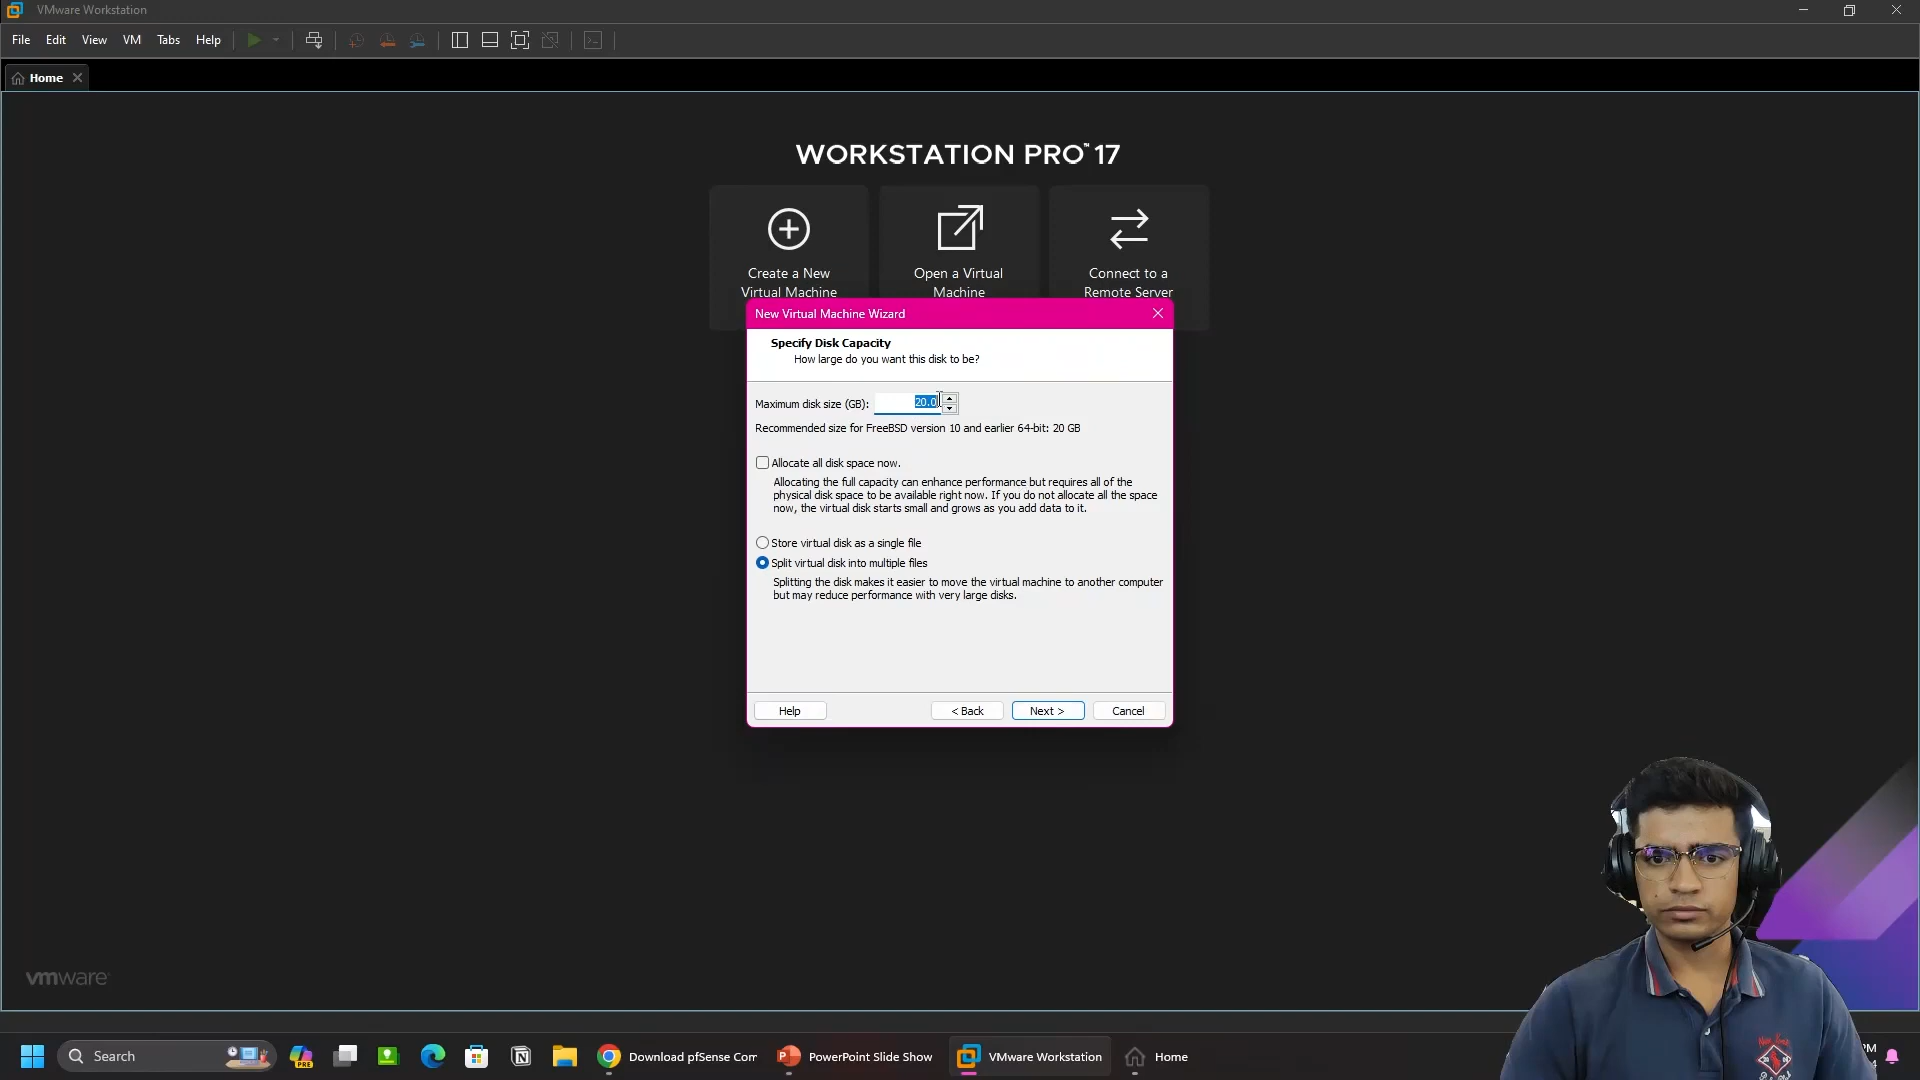 VMware Workstation
File Edit View VM Tabs Help
Home
WORKSTATION PRO™ 17
Create a New
Virtual Machine
Open a Virtual
Machine
Connect to a
Remote Server
New Virtual Machine Wizard
Specify Disk Capacity
How large do you want this disk to be?
Maximum disk size (GB): 20.0
Recommended size for FreeBSD version 10 and earlier 64-bit: 20 GB
Allocate all disk space now.
Allocating the full capacity can enhance performance but requires all of the
physical disk space to be available right now. If you do not allocate all the space
now, the virtual disk starts small and grows as you add data to it.
Store virtual disk as a single file
Split virtual disk into multiple files
Splitting the disk makes it easier to move the virtual machine to another computer
but may reduce performance with very large disks.
Help < Back Next > Cancel
vmware
Search PRE Download pfSense Com PowerPoint Slide Show VMware Workstation Home